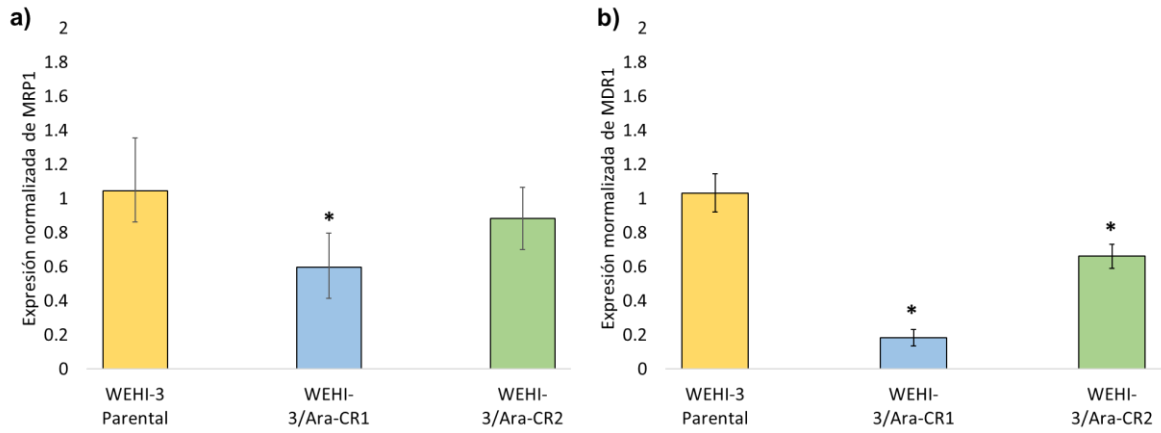 a)
Expresión normalizada de MRP1
2
1.8
1.6
1.4
1.2
1
0.8
0.6
0.4
0.2
0
*
WEHI-3
Parental
WEHI-
3/Ara-CR1
WEHI-
3/Ara-CR2
b)
Expresión mormalizada de MDR1
2
1.8
1.6
1.4
1.2
1
0.8
0.6
0.4
0.2
0
*
*
WEHI-3
Parental
WEHI-
3/Ara-CR1
WEHI-
3/Ara-CR2